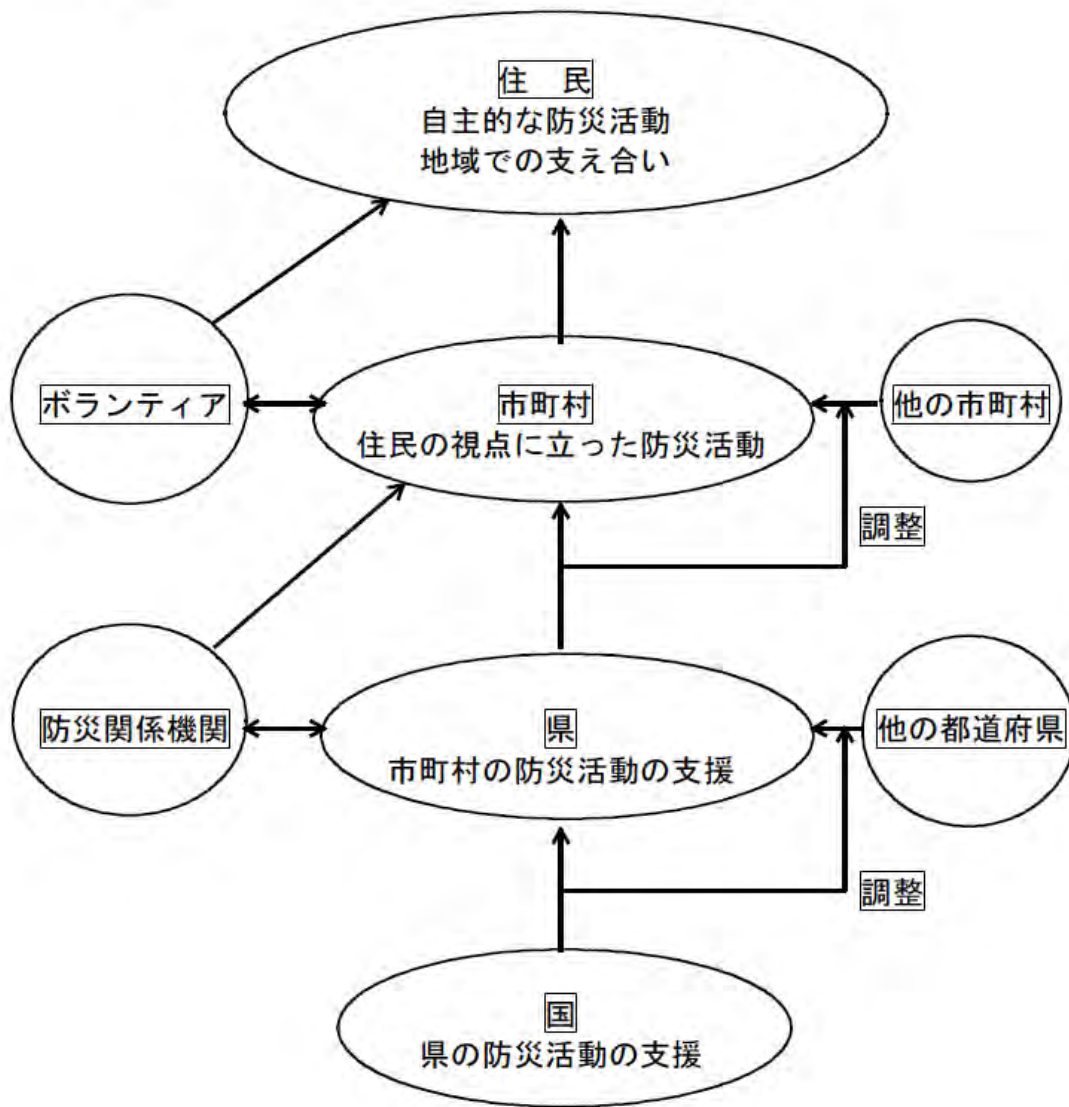 住　民
自主的な防災活動
地域での支え合い
ボランティア
市町村
住民の視点に立った防災活動
他の市町村
調整
防災関係機関
県
市町村の防災活動の支援
他の都道府県
調整
国
県の防災活動の支援